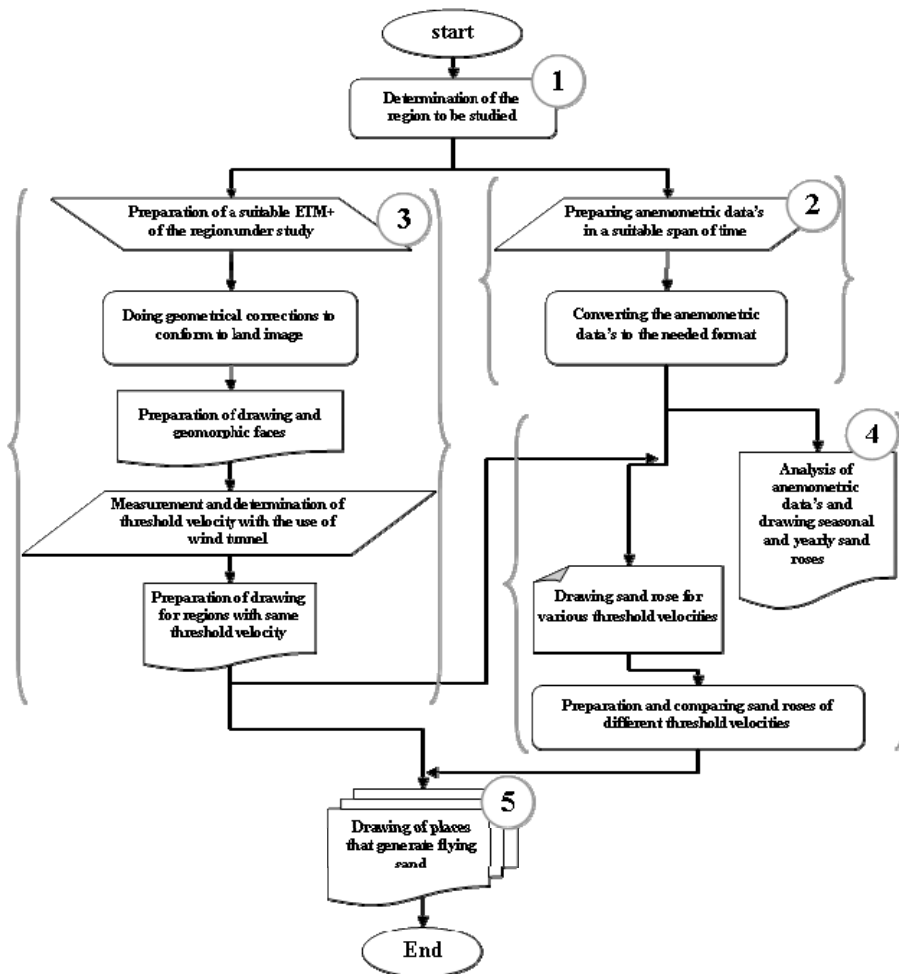 start
1
Determination of the
region to be studied
Preparation of a suitable ETM+
of the region under study
3
Preparing anemometric data's
in a suitable span of time
2
Doing geometrical corrections to
conform to land image
Converting the anemometric
data's to the needed format
Preparation of drawing and
geomorphic faces
4
Analysis of
anemometric
data's and
drawing seasonal
and yearly sand
roses
Measurement and determination of
threshold velocity with the use of
wind tunnel
Drawing sand rose for
various threshold velocities
Preparation of drawing
for regions with same
threshold velocity
Preparation and comparing sand roses of
different threshold velocities
5
Drawing of places
that generate flying
sand
End